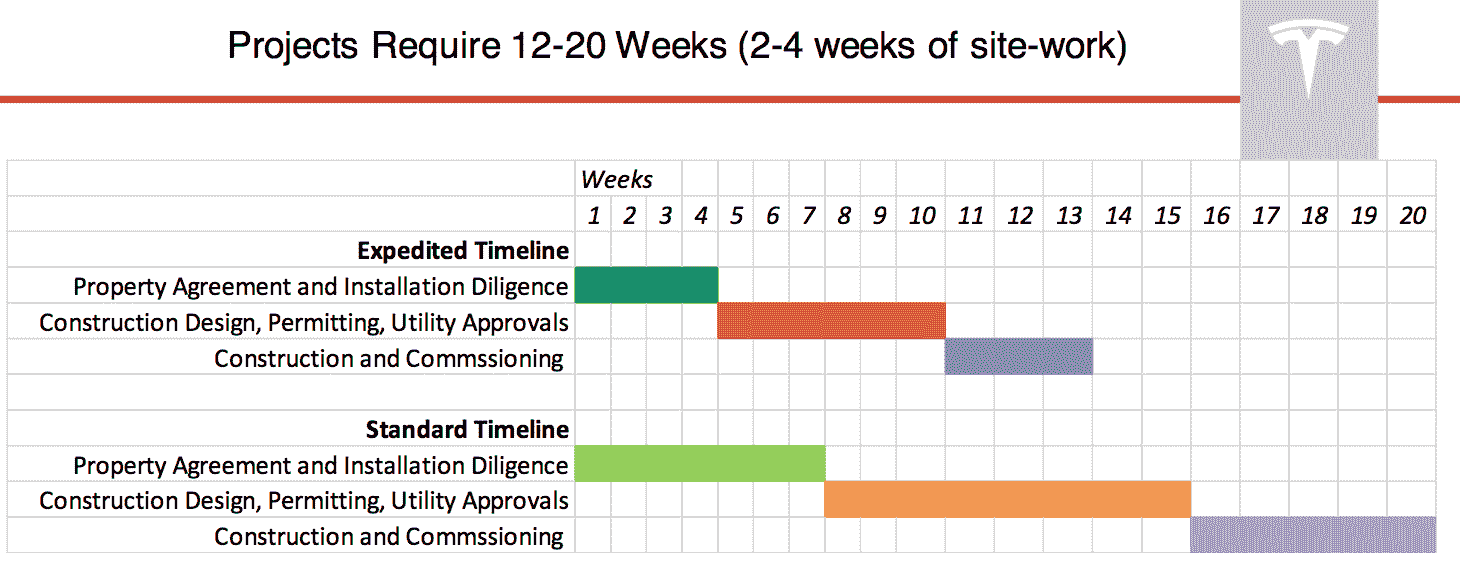 Projects Require 12-20 Weeks (2-4 weeks of site-work)
Weeks
1 2 3 4 5 6 7 8 9 10 11 12 13 14 15 16 17 18 19 20
Expedited Timeline
Property Agreement and Installation Diligence
Construction Design, Permitting, Utility Approvals
Construction and Commssioning
Standard Timeline
Property Agreement and Installation Diligence
Construction Design, Permitting, Utility Approvals
Construction and Commssioning